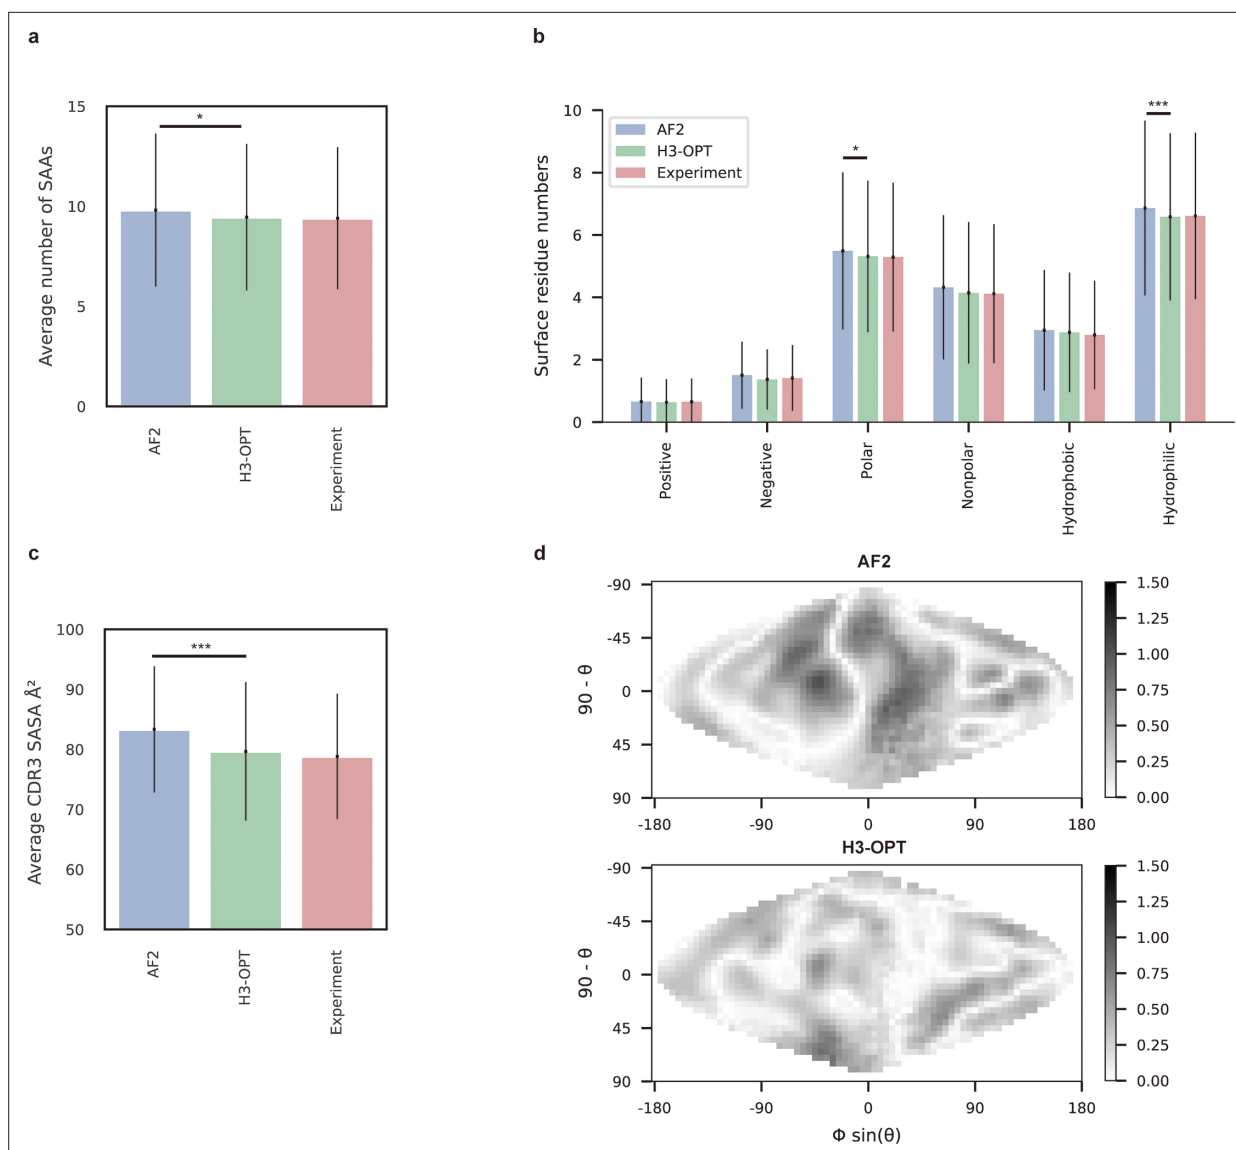 a
15
10
5
0
Average number of SAAs
*
AF2
H3-OPT
Experiment
b
10
8
6
4
2
0
Surface residue numbers
AF2
H3-OPT
Experiment
*
***
Positive
Negative
Polar
Nonpolar
Hydrophobic
Hydrophilic
c
100
90
80
70
60
50
Average CDR3 SASA Å²
***
AF2
H3-OPT
Experiment
d
AF2
-90
-45
0
45
90
90 - θ
-180 -90 0 90 180
1.50
1.25
1.00
0.75
0.50
0.25
0.00
H3-OPT
-90
-45
0
45
90
90 - θ
-180 -90 0 90 180
Φ sin(θ)
1.50
1.25
1.00
0.75
0.50
0.25
0.00